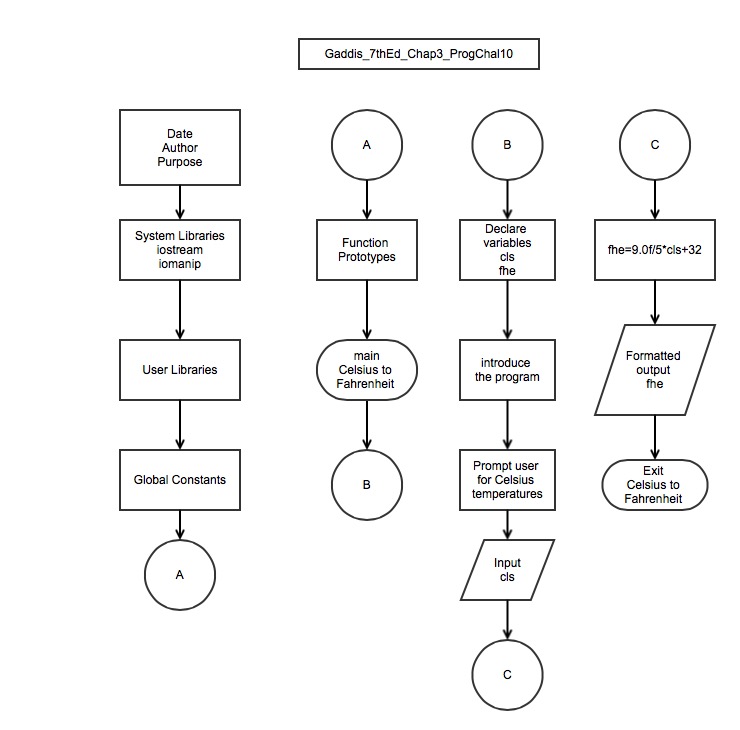 Gaddis_7thEd_Chap3_ProgChal10
Date
Author
Purpose
System Libraries
iostream
iomanip
User Libraries
Global Constants
A
A
Function
Prototypes
main
Celsius to
Fahrenheit
B
B
Declare
variables
cls
fhe
introduce
the program
Prompt user
for Celsius
temperatures
Input
cls
C
C
fhe=9.0f/5*cls+32
Formatted
output
fhe
Exit
Celsius to
Fahrenheit